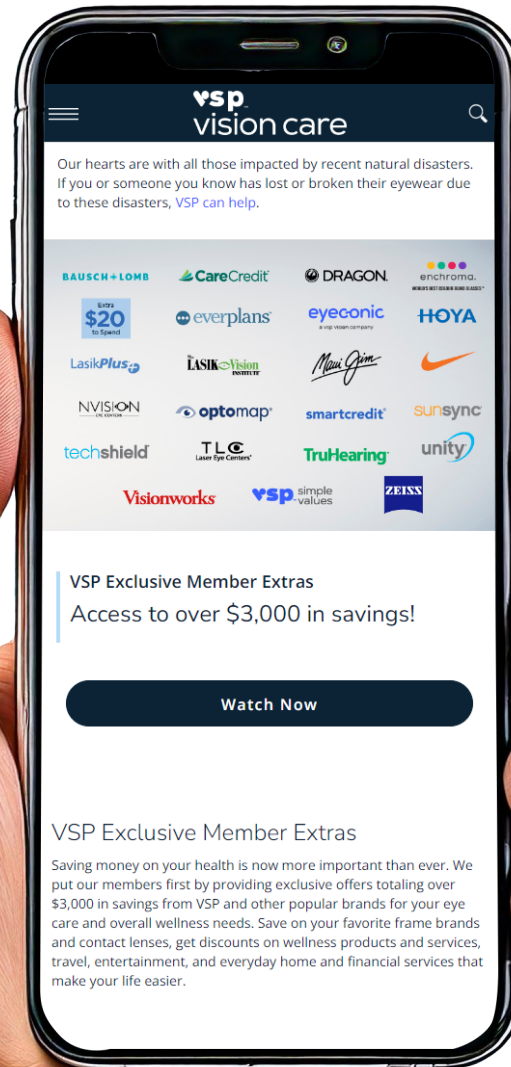 vsp
vision care
Our hearts are with all those impacted by recent natural disasters.
If you or someone you know has lost or broken their eyewear due
to these disasters, VSP can help.
BAUSCH + LOMB CareCredit DRAGON. enchroma.
WORLD'S BEST COLOUR BLIND GLASSES™
Extra
$20
to Spend
everplans eyeconic
a vsp vision company
HOYA
LasikPlus The LASIK Vision
INSTITUTE
Maui Jim
NVISION
EYE CENTERS
optomap smartcredit sunsync
techshield TLC
Laser Eye Centers
TruHearing unity
Visionworks vsp simple
values
ZEISS
VSP Exclusive Member Extras
Access to over $3,000 in savings!
Watch Now
VSP Exclusive Member Extras
Saving money on your health is now more important than ever. We
put our members first by providing exclusive offers totaling over
$3,000 in savings from VSP and other popular brands for your eye
care and overall wellness needs. Save on your favorite frame brands
and contact lenses, get discounts on wellness products and services,
travel, entertainment, and everyday home and financial services that
make your life easier.